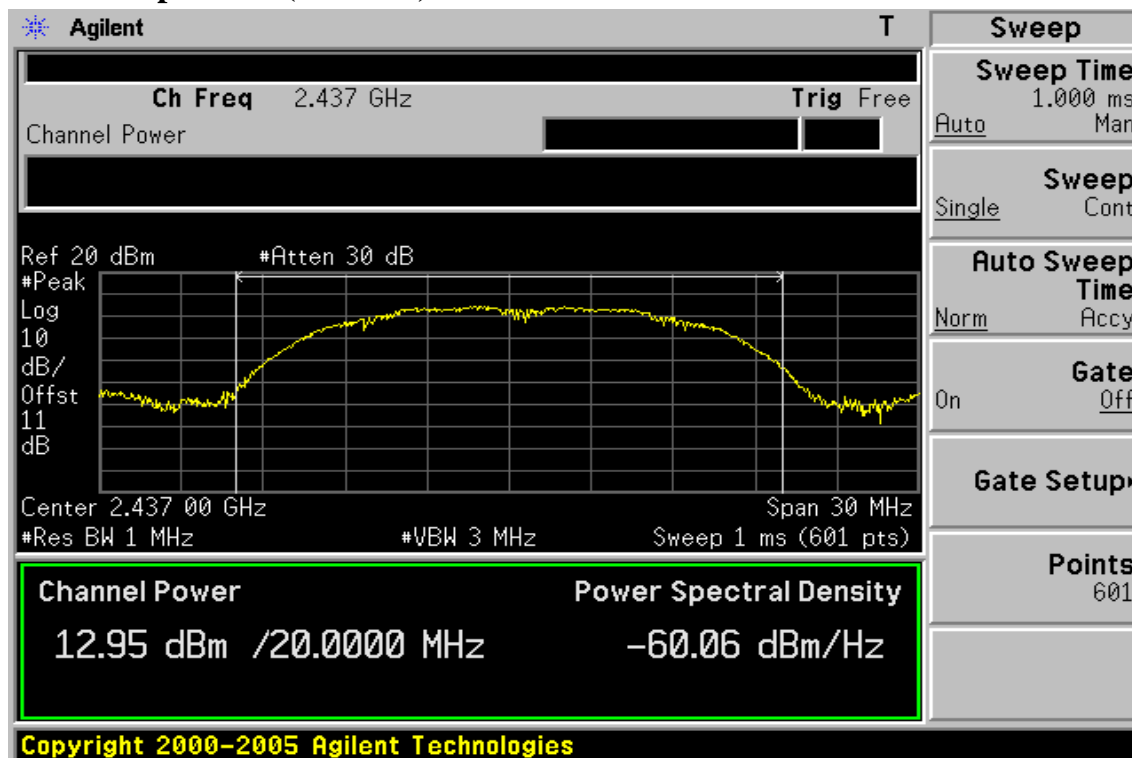 Agilent T
Ch Freq 2.437 GHz Trig Free
Channel Power
Ref 20 dBm #Atten 30 dB
#Peak
Log
10
dB/
Offst
11
dB
Center 2.437 00 GHz Span 30 MHz
#Res BW 1 MHz #VBW 3 MHz Sweep 1 ms (601 pts)
Channel Power Power Spectral Density
12.95 dBm /20.0000 MHz -60.06 dBm/Hz
Copyright 2000-2005 Agilent Technologies
Sweep
Sweep Time
1.000 ms
Auto Man
Sweep
Single Cont
Auto Sweep
Time
Norm Accy
Gate
On Off
Gate Setup
Points
601